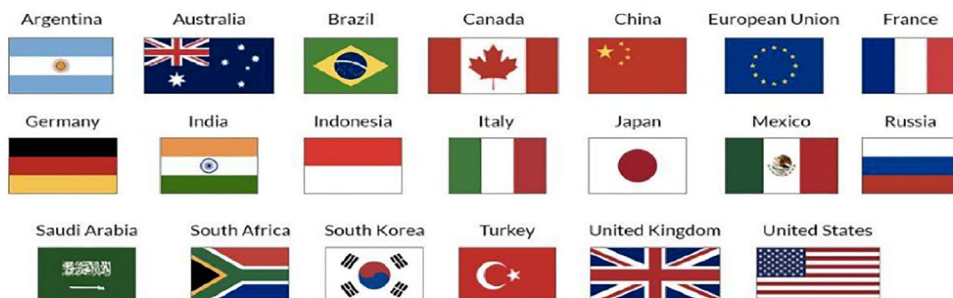 Argentina Australia Brazil Canada China European Union France
Germany India Indonesia Italy Japan Mexico Russia
Saudi Arabia South Africa South Korea Turkey United Kingdom United States